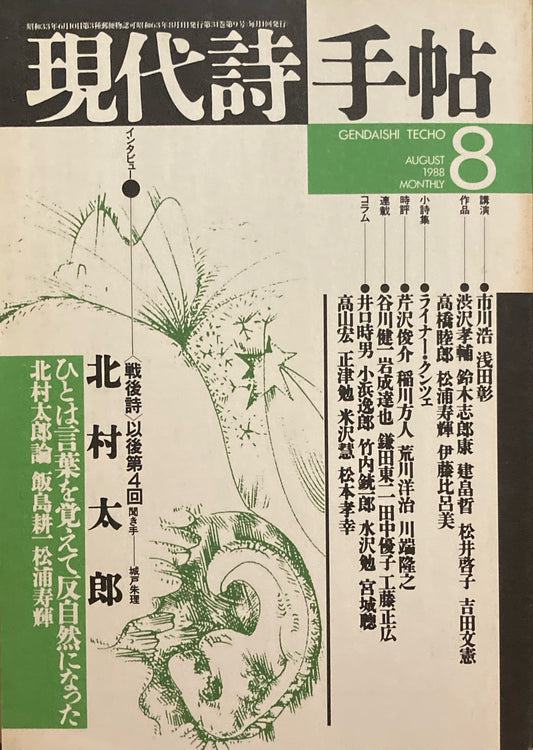 昭和33年6月10日第3種郵便物認可昭和63年8月1日発行第31巻第9号・毎月1回発行
現代詩手帖
GENDAISHI TECHO
AUGUST
1988
MONTHLY
8
講演●市川浩 浅田彰
作品●渋沢孝輔 鈴木志郎康 建畠晢 松井啓子 吉田文憲
高橋睦郎 松浦寿輝 伊藤比呂美
小詩集●ライナー・クンツェ
時評●芹沢俊介 稲川方人 荒川洋治 川端隆之
連載●谷川健一 岩成達也 鎌田東二 田中優子 工藤正広
コラム●井口時男 小浜逸郎 竹内銃一郎 水沢勉 宮城聰
高山宏 正津勉 米沢慧 松本孝幸
インタビュー●〈戦後詩〉以後第4回 聞き手 城戸朱理
北村太郎
ひとは言葉を覚えて反自然になった
北村太郎論 飯島耕一 松浦寿輝